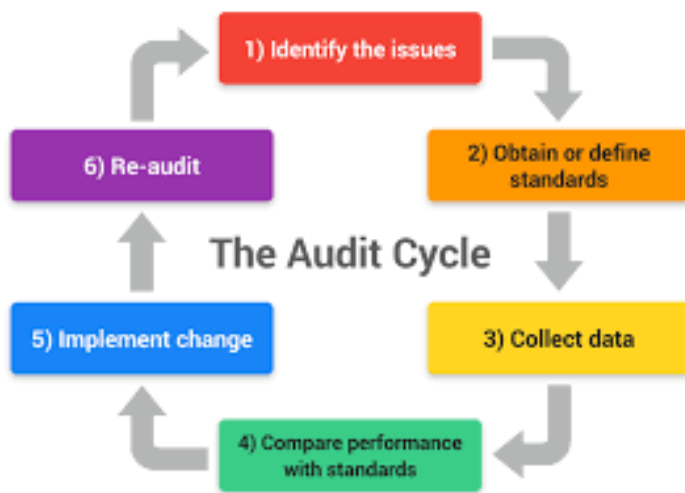 1) Identify the issues
2) Obtain or define
standards
3) Collect data
4) Compare performance
with standards
5) Implement change
6) Re-audit
The Audit Cycle